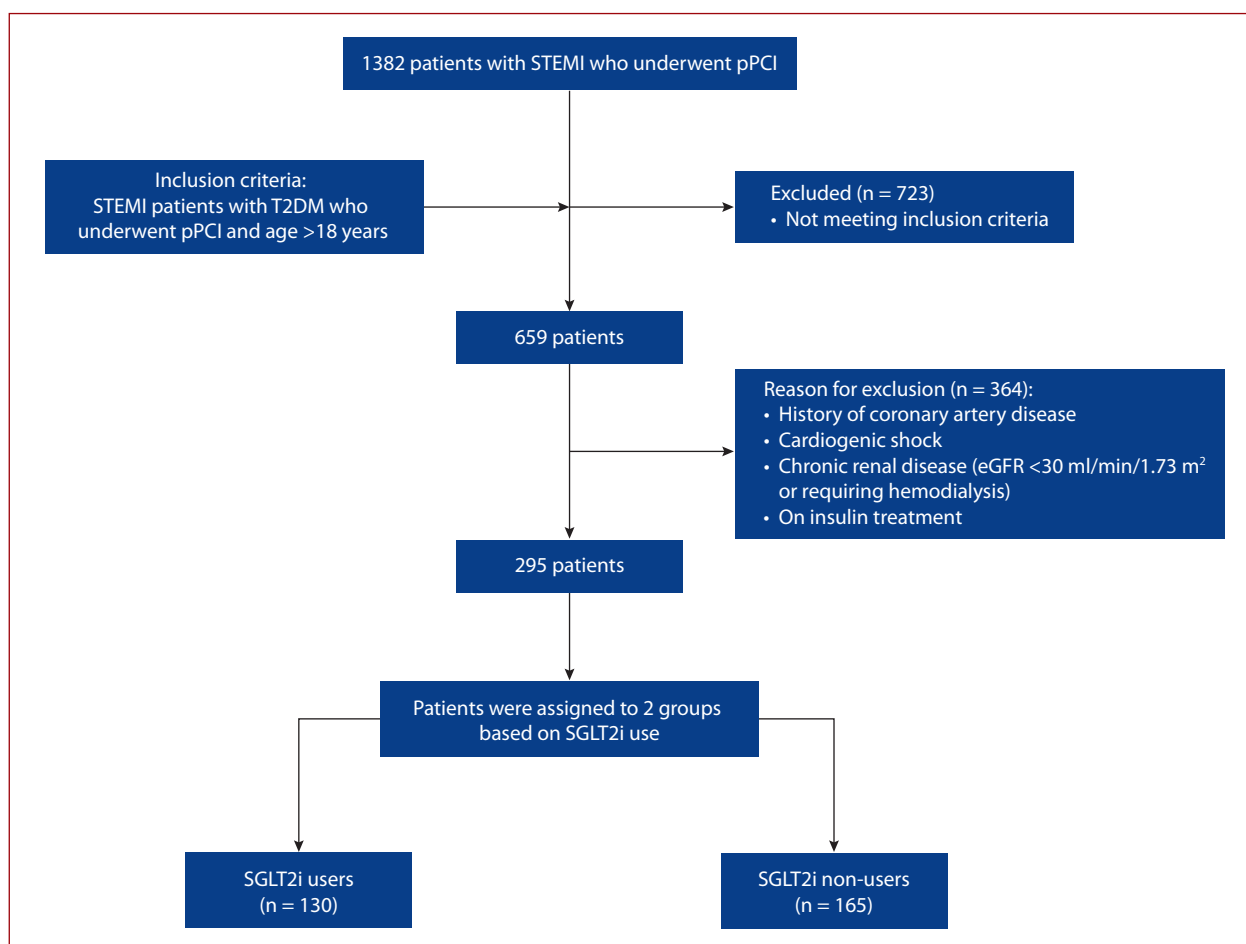 1382 patients with STEMI who underwent pPCI
Inclusion criteria:
STEMI patients with T2DM who
underwent pPCI and age >18 years
Excluded (n = 723)
• Not meeting inclusion criteria
659 patients
Reason for exclusion (n = 364):
• History of coronary artery disease
• Cardiogenic shock
• Chronic renal disease (eGFR <30 ml/min/1.73 m²
or requiring hemodialysis)
• On insulin treatment
295 patients
Patients were assigned to 2 groups
based on SGLT2i use
SGLT2i users
(n = 130)
SGLT2i non-users
(n = 165)